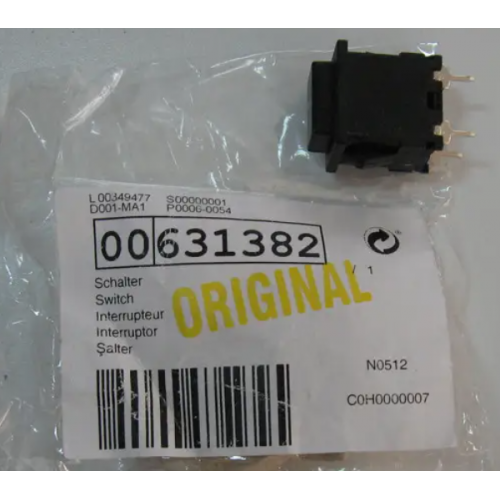 L00349477 S00000001
D001-MA1 P0006-0054
00631382
/ 1
Schalter
Switch
Interrupteur
Interruptor
Şalter
ORIGINAL
N0512
C0H0000007